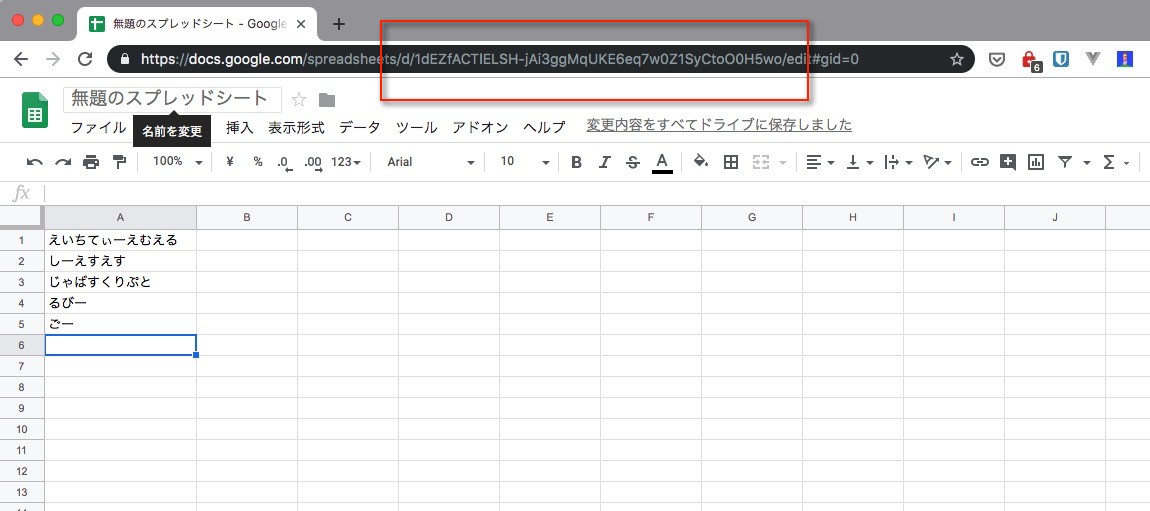 無題のスプレッドシート - Google
https://docs.google.com/spreadsheets/d/1dEZfACTlELSH-jAi3ggMqUKE6eq7w0Z1SyCtoO0H5wo/edit#gid=0
6
無題のスプレッドシート
ファイル 挿入 表示形式 データ ツール アドオン ヘルプ 変更内容をすべてドライブに保存しました
名前を変更
100% ¥ % .0 .00 123 Arial 10 B I S A Σ
fx
A B C D E F G H I J
1 えいちてぃーえむえる
2 しーえすえす
3 じゃばすくりぷと
4 るびー
5 ごー
6
7
8
9
10
11
12
13